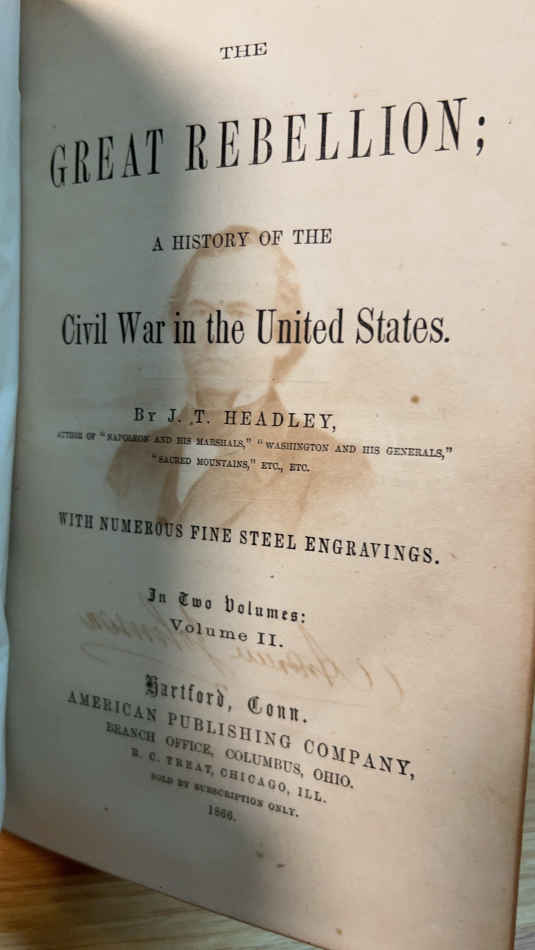 THE
GREAT REBELLION;
A HISTORY OF THE
Civil War in the United States.
By J. T. HEADLEY,
AUTHOR OF "NAPOLEON AND HIS MARSHALS," "WASHINGTON AND HIS GENERALS,"
"SACRED MOUNTAINS," ETC., ETC.
WITH NUMEROUS FINE STEEL ENGRAVINGS.
In Two Volumes:
Volume II.
Hartford, Conn.
AMERICAN PUBLISHING COMPANY,
BRANCH OFFICE, COLUMBUS, OHIO.
R. C. TREAT, CHICAGO, ILL.
SOLD BY SUBSCRIPTION ONLY.
1866.